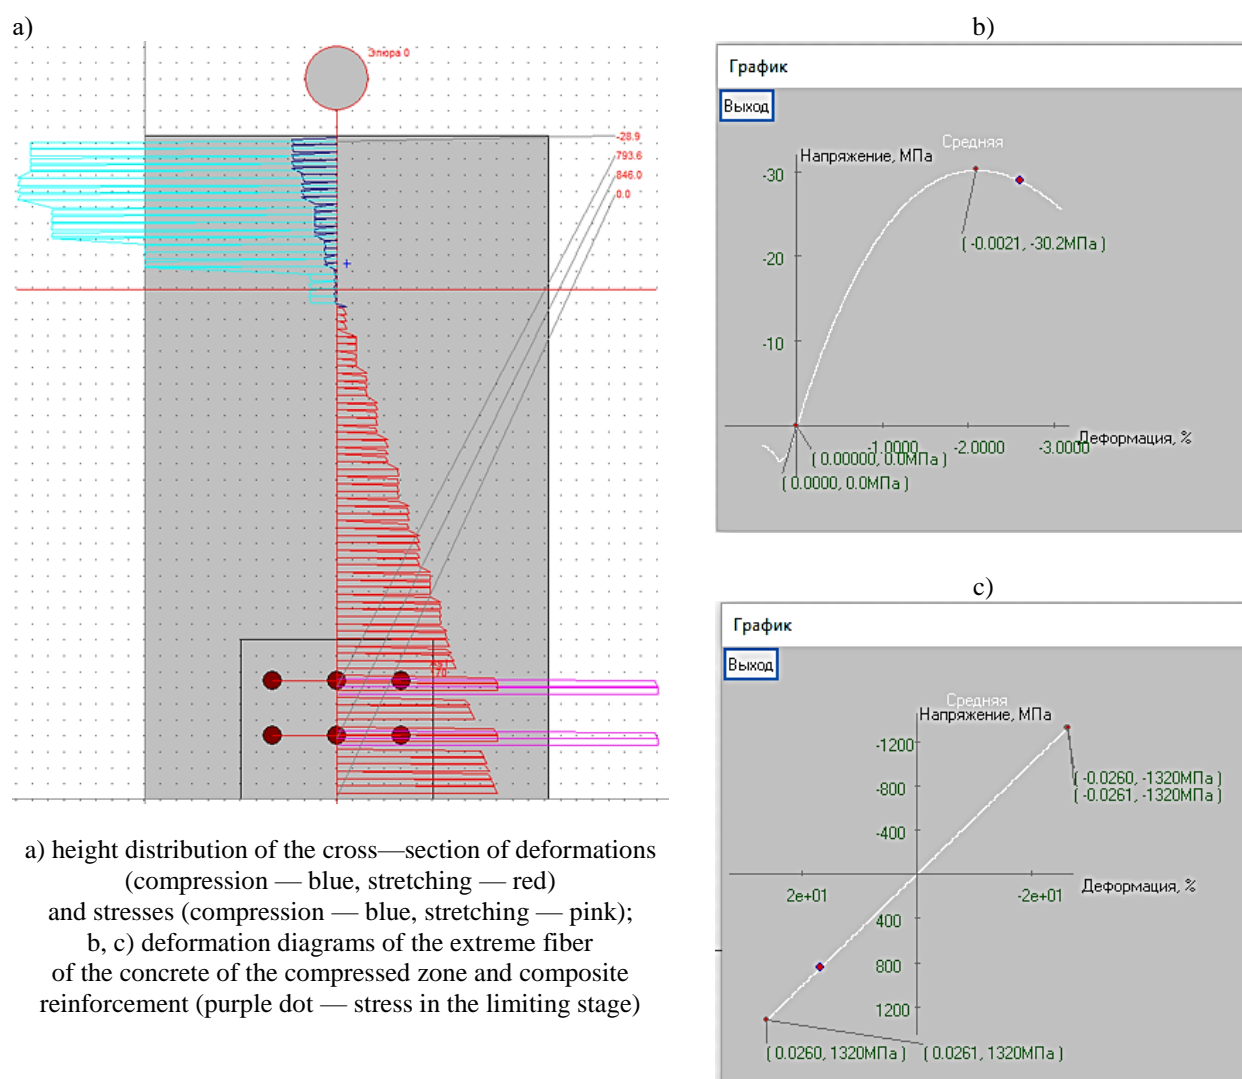 a)
Эпюра 0
-28.9
793.6
846.0
0.0
a) height distribution of the cross—section of deformations
(compression — blue, stretching — red)
and stresses (compression — blue, stretching — pink);
b, c) deformation diagrams of the extreme fiber
of the concrete of the compressed zone and composite
reinforcement (purple dot — stress in the limiting stage)
b)
График
Выход
Средняя
Напряжение, МПа
-30
( -0.0021, -30.2МПа )
-20
-10
Деформация, %
-1.0000 -2.0000 -3.0000
( 0.00000, 0.0МПа )
( 0.0000, 0.0МПа )
c)
График
Выход
Средняя
Напряжение, МПа
-1200
( -0.0260, -1320МПа )
-800
( -0.0261, -1320МПа )
-400
Деформация, %
2e+01 -2e+01
400
800
1200
( 0.0260, 1320МПа ) ( 0.0261, 1320МПа )